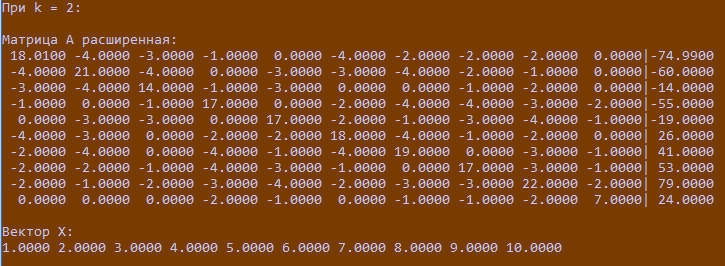 При k = 2:
Матрица А расширенная:
18.0100 -4.0000 -3.0000 -1.0000 0.0000 -4.0000 -2.0000 -2.0000 -2.0000 0.0000|-74.9900
-4.0000 21.0000 -4.0000 0.0000 -3.0000 -3.0000 -4.0000 -2.0000 -1.0000 0.0000|-60.0000
-3.0000 -4.0000 14.0000 -1.0000 -3.0000 0.0000 0.0000 -1.0000 -2.0000 0.0000|-14.0000
-1.0000 0.0000 -1.0000 17.0000 0.0000 -2.0000 -4.0000 -4.0000 -3.0000 -2.0000|-55.0000
0.0000 -3.0000 -3.0000 0.0000 17.0000 -2.0000 -1.0000 -3.0000 -4.0000 -1.0000|-19.0000
-4.0000 -3.0000 0.0000 -2.0000 -2.0000 18.0000 -4.0000 -1.0000 -2.0000 0.0000| 26.0000
-2.0000 -4.0000 0.0000 -4.0000 -1.0000 -4.0000 19.0000 0.0000 -3.0000 -1.0000| 41.0000
-2.0000 -2.0000 -1.0000 -4.0000 -3.0000 -1.0000 0.0000 17.0000 -3.0000 -1.0000| 53.0000
-2.0000 -1.0000 -2.0000 -3.0000 -4.0000 -2.0000 -3.0000 -3.0000 22.0000 -2.0000| 79.0000
0.0000 0.0000 0.0000 -2.0000 -1.0000 0.0000 -1.0000 -1.0000 -2.0000 7.0000| 24.0000
Вектор X:
1.0000 2.0000 3.0000 4.0000 5.0000 6.0000 7.0000 8.0000 9.0000 10.0000